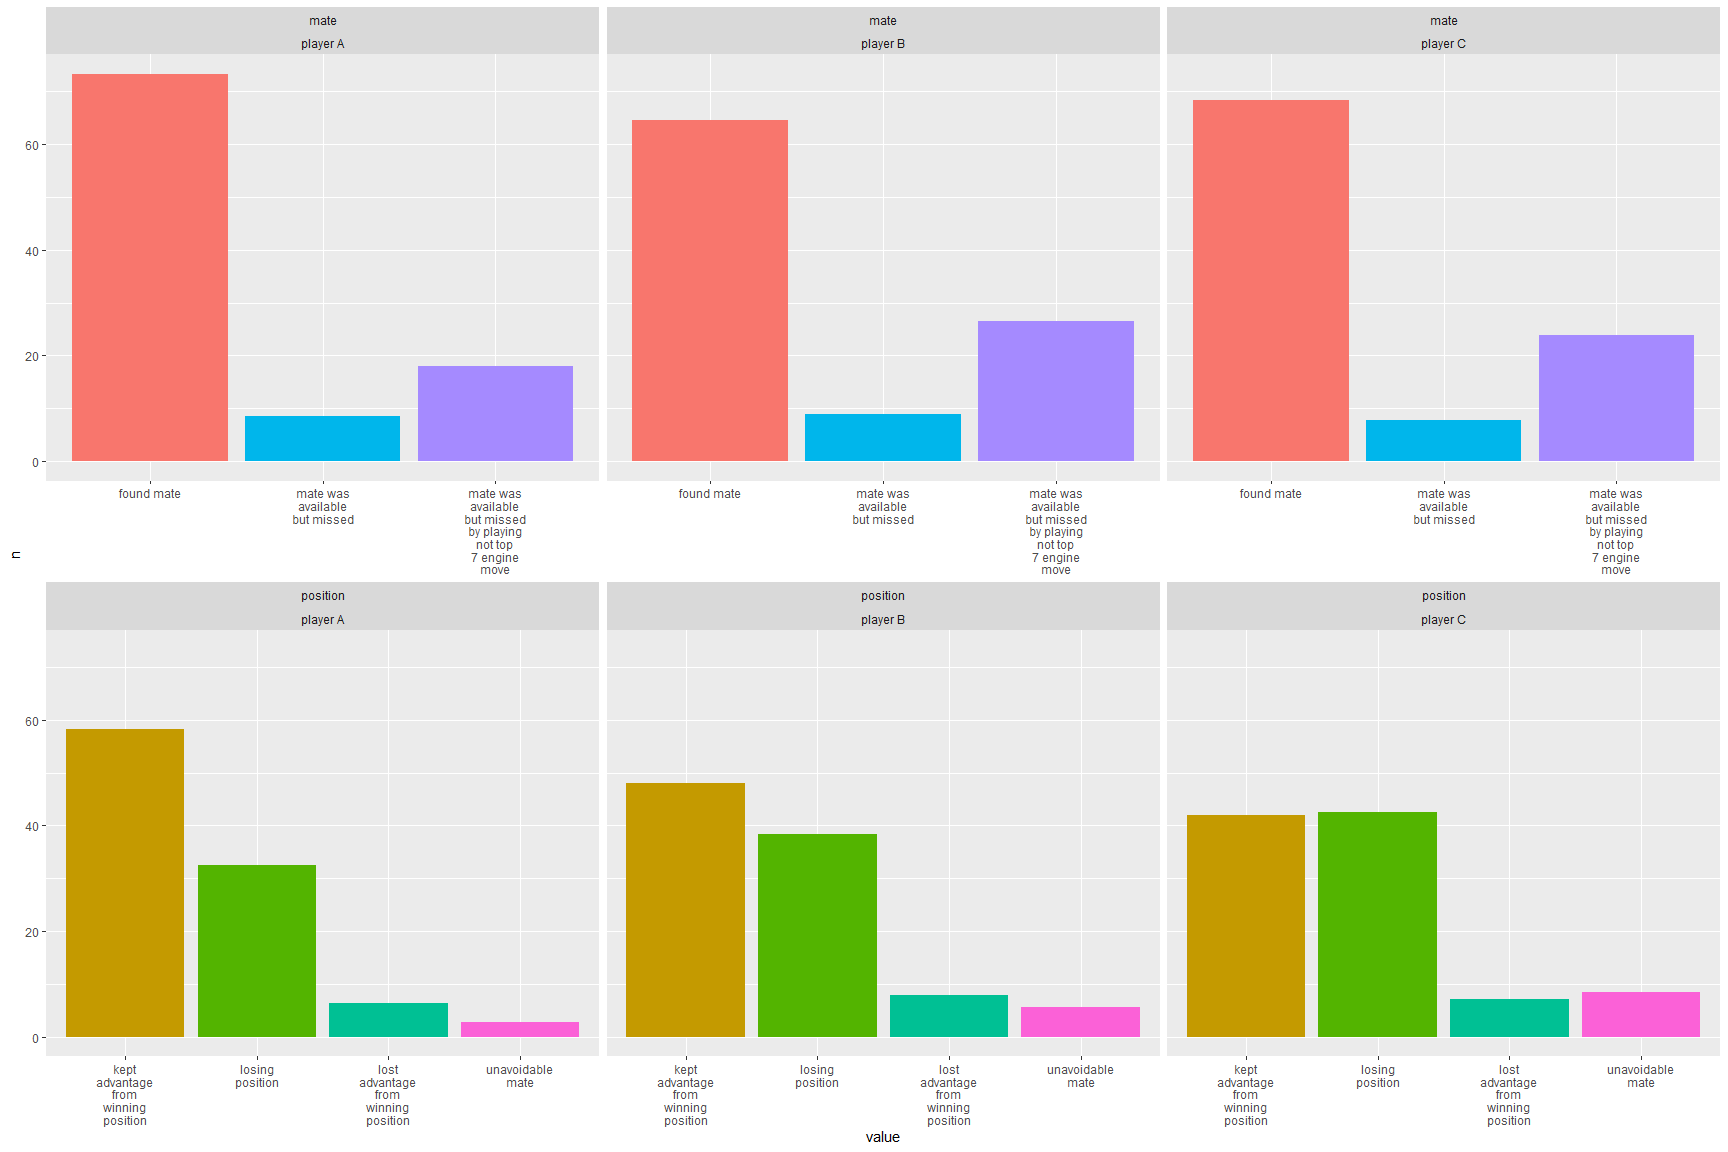 mate
mate
mate
player A
player B
player C
60
40
20
0
found mate
mate was
available
but missed
mate was
available
but missed
by playing
not top
7 engine
move
found mate
mate was
available
but missed
mate was
available
but missed
by playing
not top
7 engine
move
found mate
mate was
available
but missed
mate was
available
but missed
by playing
not top
7 engine
move
n
position
position
position
player A
player B
player C
60
40
20
0
kept
advantage
from
winning
position
losing
position
lost
advantage
from
winning
position
unavoidable
mate
kept
advantage
from
winning
position
losing
position
lost
advantage
from
winning
position
unavoidable
mate
kept
advantage
from
winning
position
losing
position
lost
advantage
from
winning
position
unavoidable
mate
value